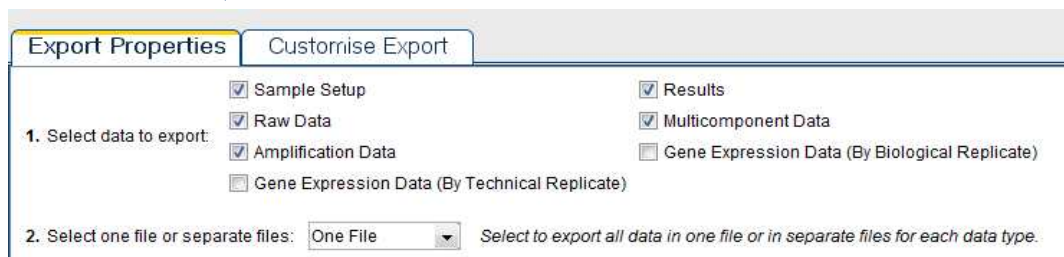 Export Properties Customise Export
Sample Setup Results
1. Select data to export: Raw Data Multicomponent Data
Amplification Data Gene Expression Data (By Biological Replicate)
Gene Expression Data (By Technical Replicate)
2. Select one file or separate files: One File Select to export all data in one file or in separate files for each data type.